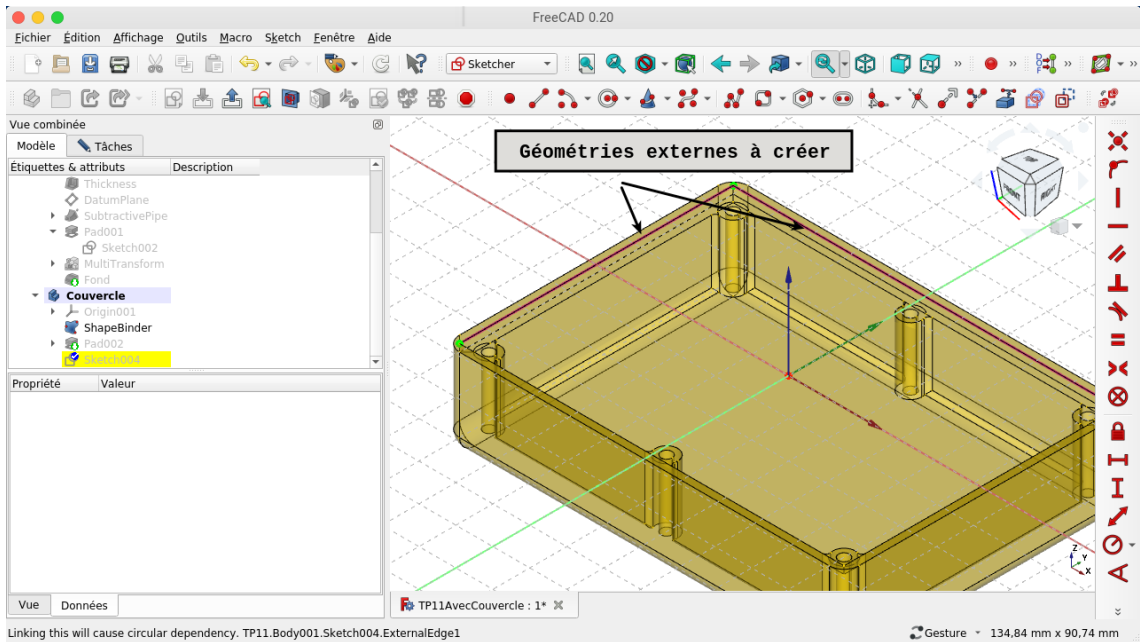 FreeCAD 0.20
Fichier Édition Affichage Outils Macro Sketch Fenêtre Aide
Sketcher
Vue combinée
Modèle Tâches
Étiquettes & attributs Description
Thickness
DatumPlane
SubtractivePipe
Pad001
Sketch002
MultiTransform
Fond
Couvercle
Origin001
ShapeBinder
Pad002
Sketch004
Propriété Valeur
Géométries externes à créer
FRONT
RIGHT
Z
Y
X
Vue Données
TP11AvecCouvercle : 1*
Linking this will cause circular dependency. TP11.Body001.Sketch004.ExternalEdge1
Gesture 134,84 mm x 90,74 mm